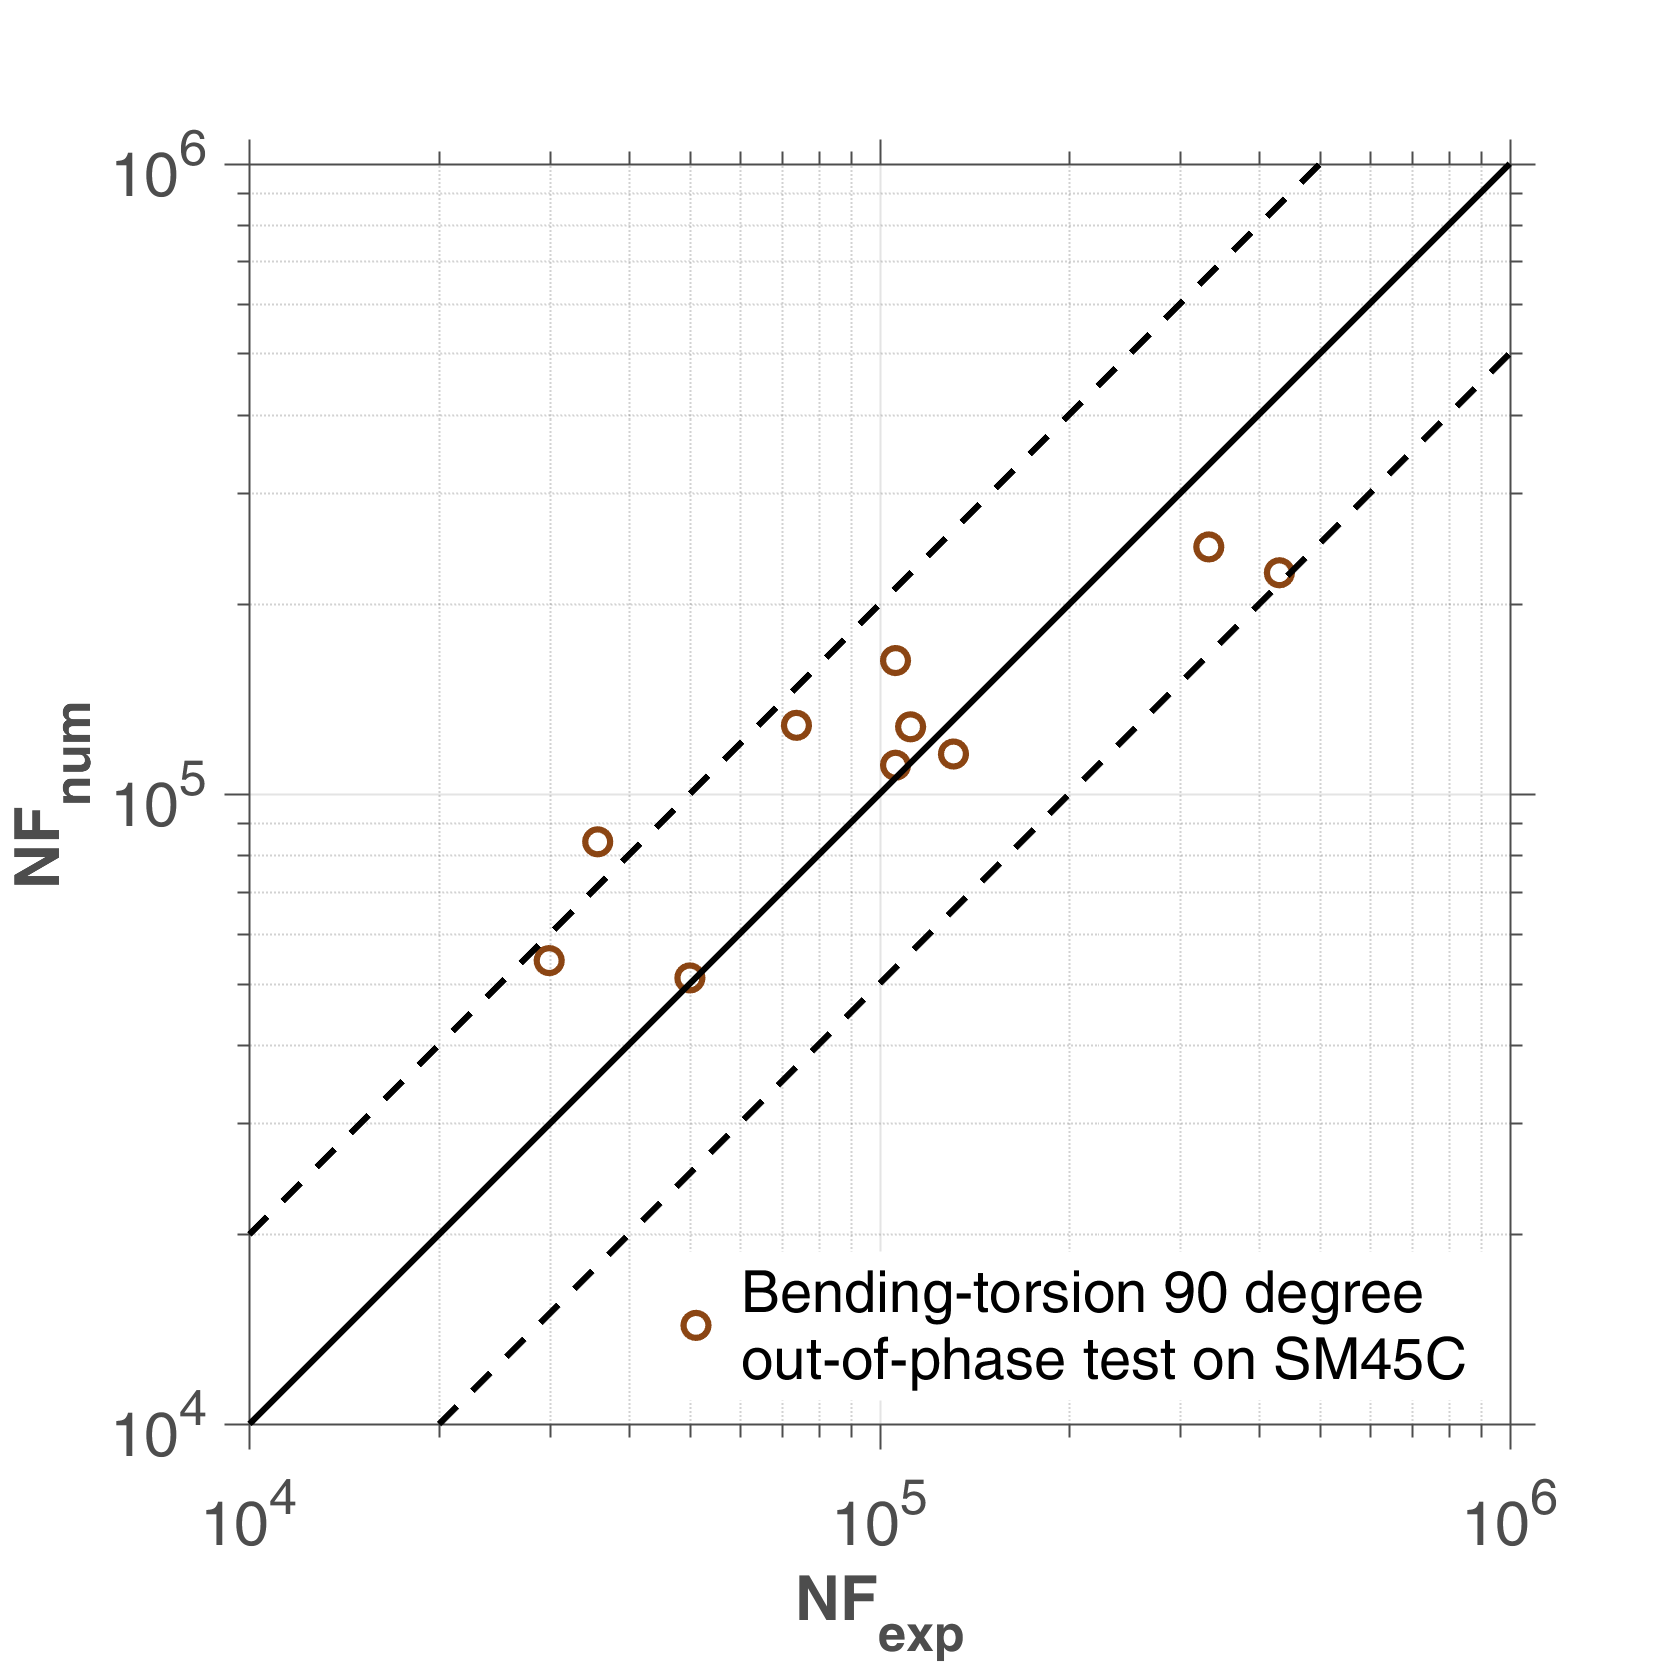 10^6
10^5
10^4
NF_num
Bending-torsion 90 degree
out-of-phase test on SM45C
10^4 10^5 10^6
NF_exp